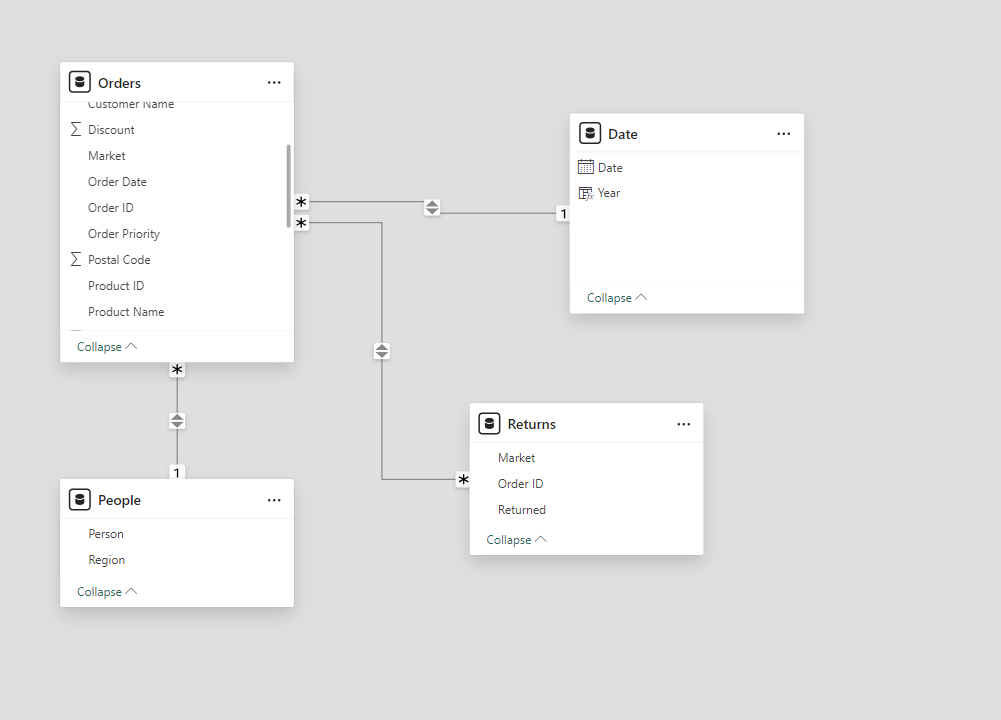 Orders
Customer Name
Discount
Market
Order Date
Order ID
Order Priority
Postal Code
Product ID
Product Name
Collapse
*
*
*
1
1
*
Date
Date
Year
Collapse
People
Person
Region
Collapse
Returns
Market
Order ID
Returned
Collapse